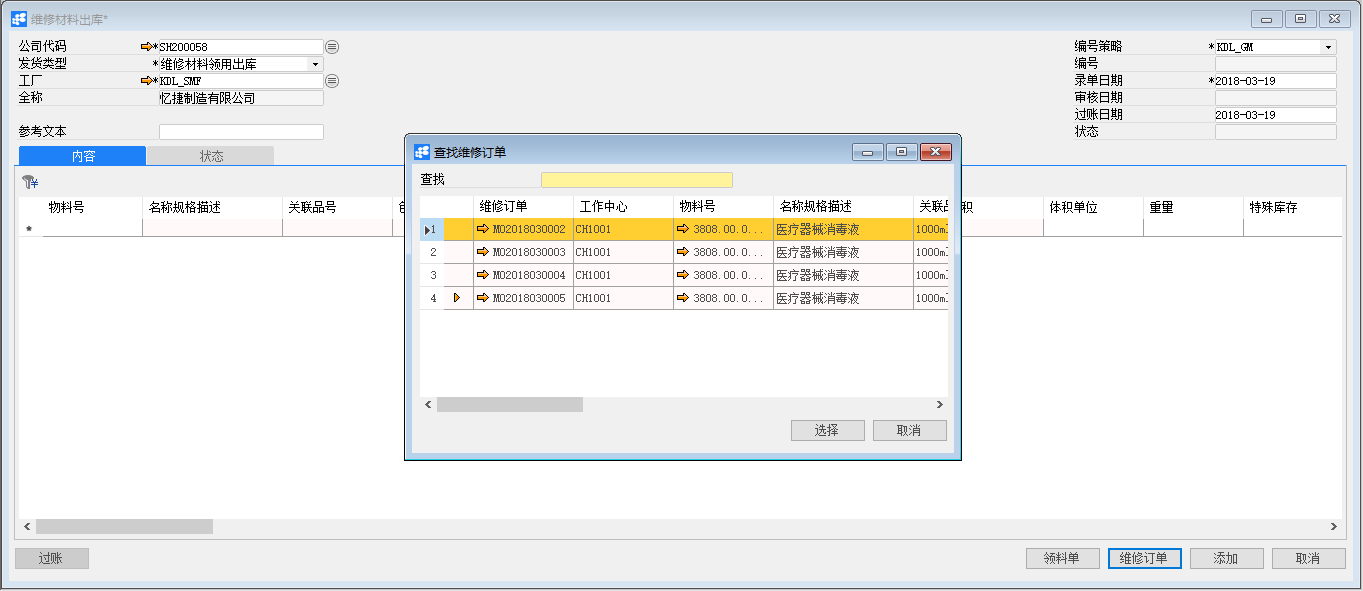 维修材料出库*
公司代码 *SH200058 编号策略 *KDL_GM
发货类型 *维修材料领用出库 编号
工厂 *KDL_SMF 录单日期 *2018-03-19
全称 忆捷制造有限公司 审核日期
过账日期 2018-03-19
参考文本 状态
内容 状态
物料号 名称规格描述 关联品号 积 体积单位 重量 特殊库存
*
查找维修订单
查找
维修订单 工作中心 物料号 名称规格描述 关联品
1 MO2018030002 CH1001 3808.00.0... 医疗器械消毒液 1000m
2 MO2018030003 CH1001 3808.00.0... 医疗器械消毒液 1000m
3 MO2018030004 CH1001 3808.00.0... 医疗器械消毒液 1000m
4 MO2018030005 CH1001 3808.00.0... 医疗器械消毒液 1000m
选择 取消
过账 领料单 维修订单 添加 取消